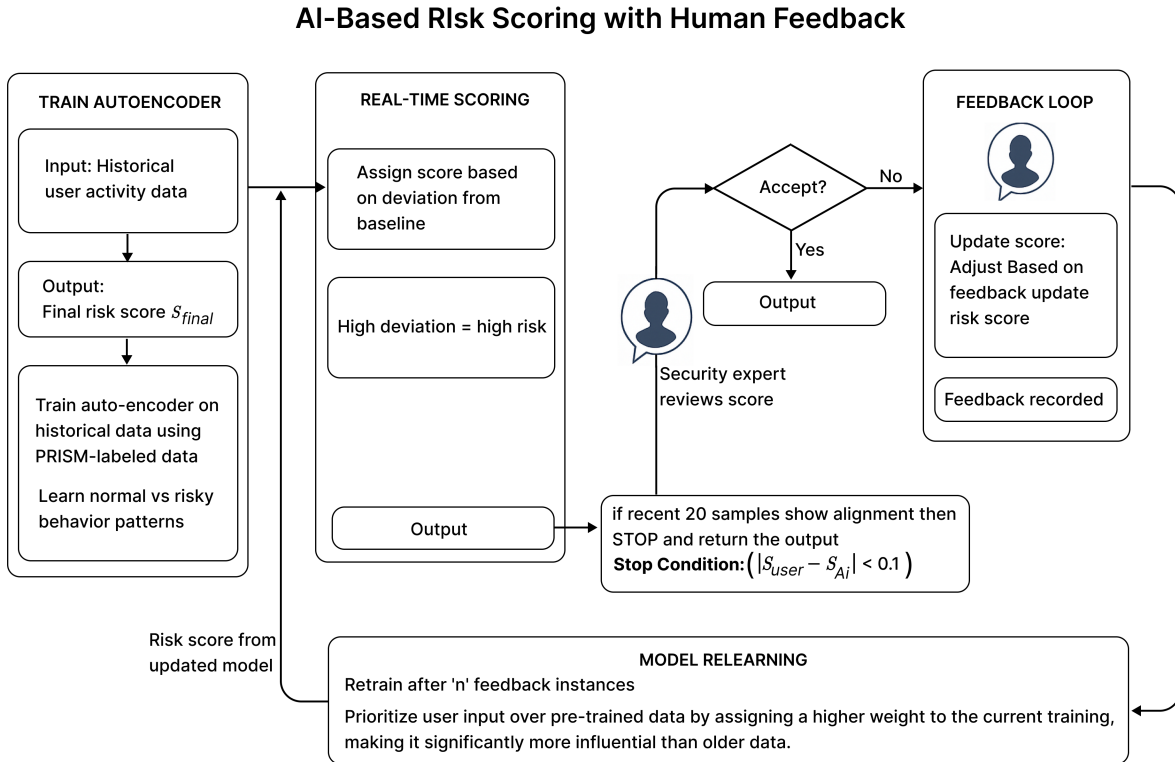 AI-Based RIsk Scoring with Human Feedback
TRAIN AUTOENCODER
Input: Historical
user activity data
Output:
Final risk score S_final
Train auto-encoder on
historical data using
PRISM-labeled data
Learn normal vs risky
behavior patterns
REAL-TIME SCORING
Assign score based
on deviation from
baseline
High deviation = high risk
Output
if recent 20 samples show alignment then
STOP and return the output
Stop Condition: (|S_user − S_Ai| < 0.1)
Security expert
reviews score
Accept?
No
Yes
Output
FEEDBACK LOOP
Update score:
Adjust Based on
feedback update
risk score
Feedback recorded
MODEL RELEARNING
Retrain after 'n' feedback instances
Prioritize user input over pre-trained data by assigning a higher weight to the current training,
making it significantly more influential than older data.
Risk score from
updated model